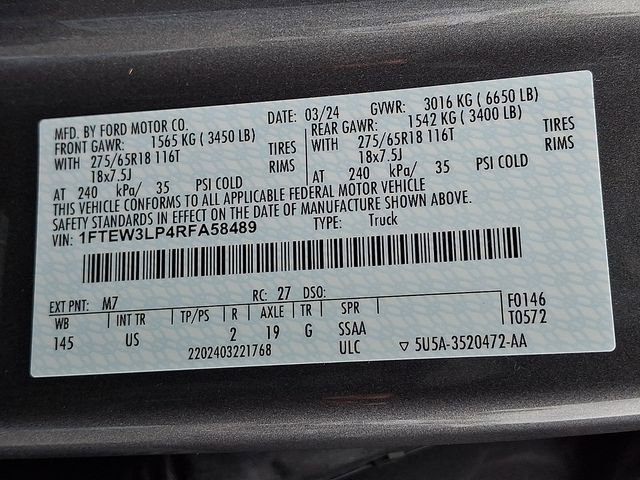 MFD. BY FORD MOTOR CO. DATE: 03/24 GVWR: 3016 KG ( 6650 LB)
FRONT GAWR: 1565 KG ( 3450 LB) REAR GAWR: 1542 KG ( 3400 LB)
WITH 275/65R18 116T TIRES WITH 275/65R18 116T TIRES
18x7.5J RIMS 18x7.5J RIMS
AT 240 kPa/ 35 PSI COLD AT 240 kPa/ 35 PSI COLD
THIS VEHICLE CONFORMS TO ALL APPLICABLE FEDERAL MOTOR VEHICLE
SAFETY STANDARDS IN EFFECT ON THE DATE OF MANUFACTURE SHOWN ABOVE.
VIN: 1FTEW3LP4RFA58489 TYPE: Truck
EXT PNT: M7 RC: 27 DSO: F0146
WB INT TR TP/PS R AXLE TR SPR T0572
145 US 2 19 G SSAA
2202403221768 ULC ▽ 5U5A-3520472-AA